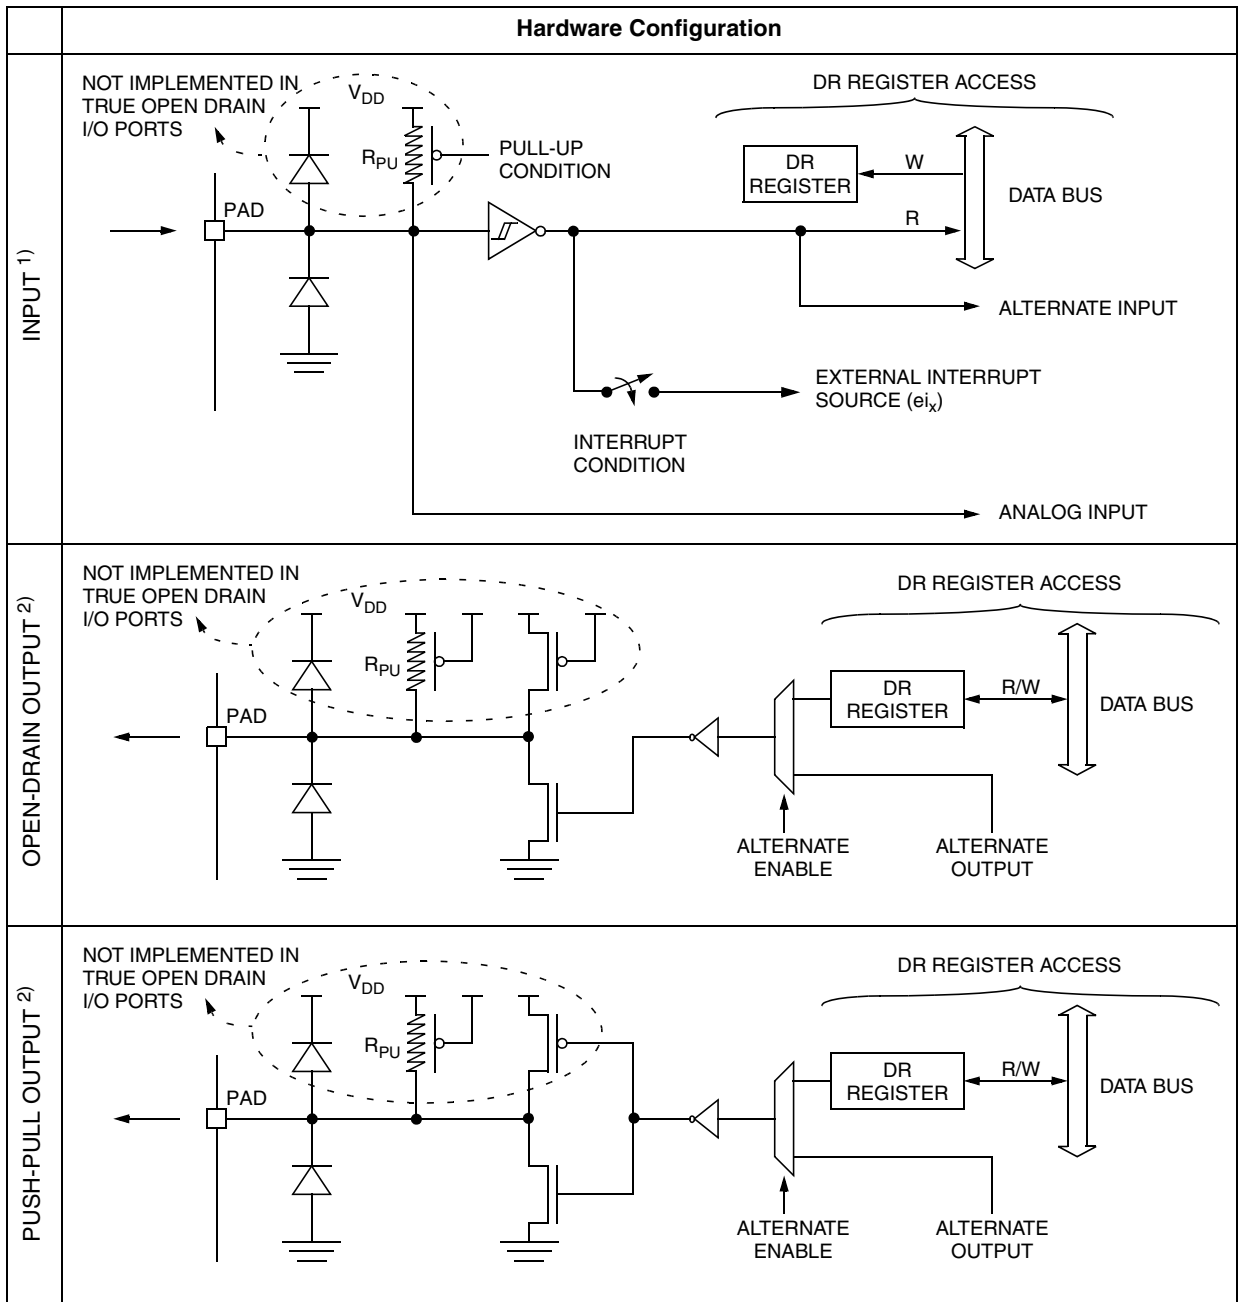 Hardware Configuration
INPUT 1)
NOT IMPLEMENTED IN
TRUE OPEN DRAIN
I/O PORTS
VDD
RPU
PULL-UP
CONDITION
PAD
DR REGISTER ACCESS
DR
REGISTER
W
R
DATA BUS
ALTERNATE INPUT
EXTERNAL INTERRUPT
SOURCE (eix)
INTERRUPT
CONDITION
ANALOG INPUT
OPEN-DRAIN OUTPUT 2)
NOT IMPLEMENTED IN
TRUE OPEN DRAIN
I/O PORTS
VDD
RPU
PAD
DR REGISTER ACCESS
DR
REGISTER
R/W
DATA BUS
ALTERNATE
ENABLE
ALTERNATE
OUTPUT
PUSH-PULL OUTPUT 2)
NOT IMPLEMENTED IN
TRUE OPEN DRAIN
I/O PORTS
VDD
RPU
PAD
DR REGISTER ACCESS
DR
REGISTER
R/W
DATA BUS
ALTERNATE
ENABLE
ALTERNATE
OUTPUT